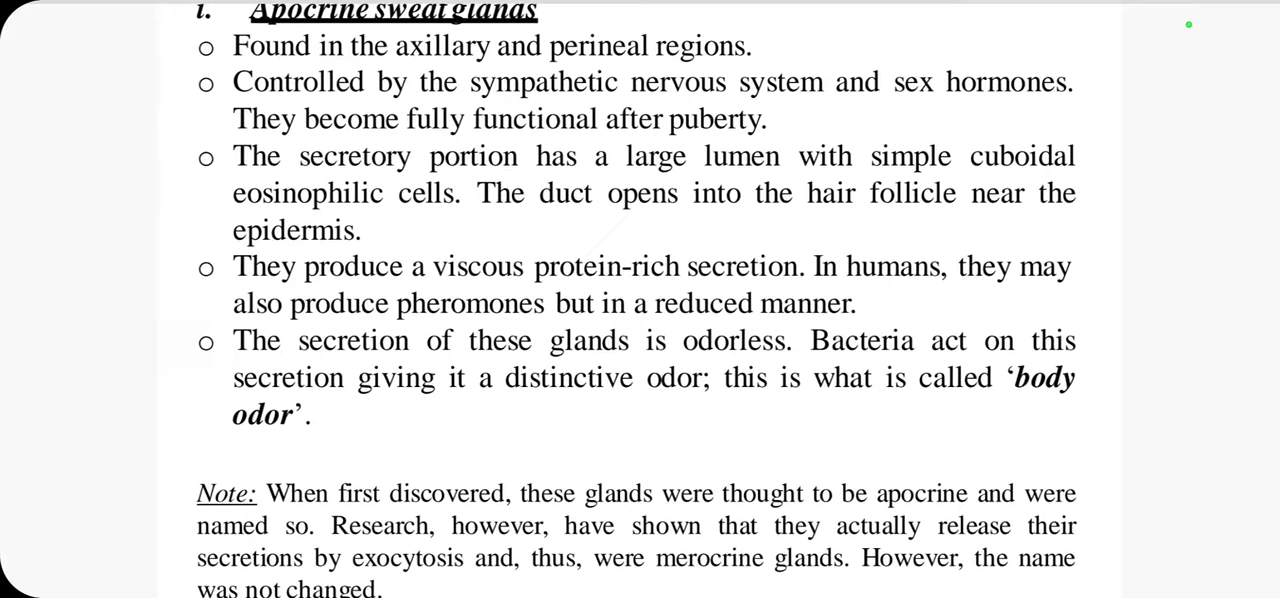 i. Apocrine sweat glands
o Found in the axillary and perineal regions.
o Controlled by the sympathetic nervous system and sex hormones.
They become fully functional after puberty.
o The secretory portion has a large lumen with simple cuboidal
eosinophilic cells. The duct opens into the hair follicle near the
epidermis.
o They produce a viscous protein-rich secretion. In humans, they may
also produce pheromones but in a reduced manner.
o The secretion of these glands is odorless. Bacteria act on this
secretion giving it a distinctive odor; this is what is called ‘body
odor’.
Note: When first discovered, these glands were thought to be apocrine and were
named so. Research, however, have shown that they actually release their
secretions by exocytosis and, thus, were merocrine glands. However, the name
was not changed.